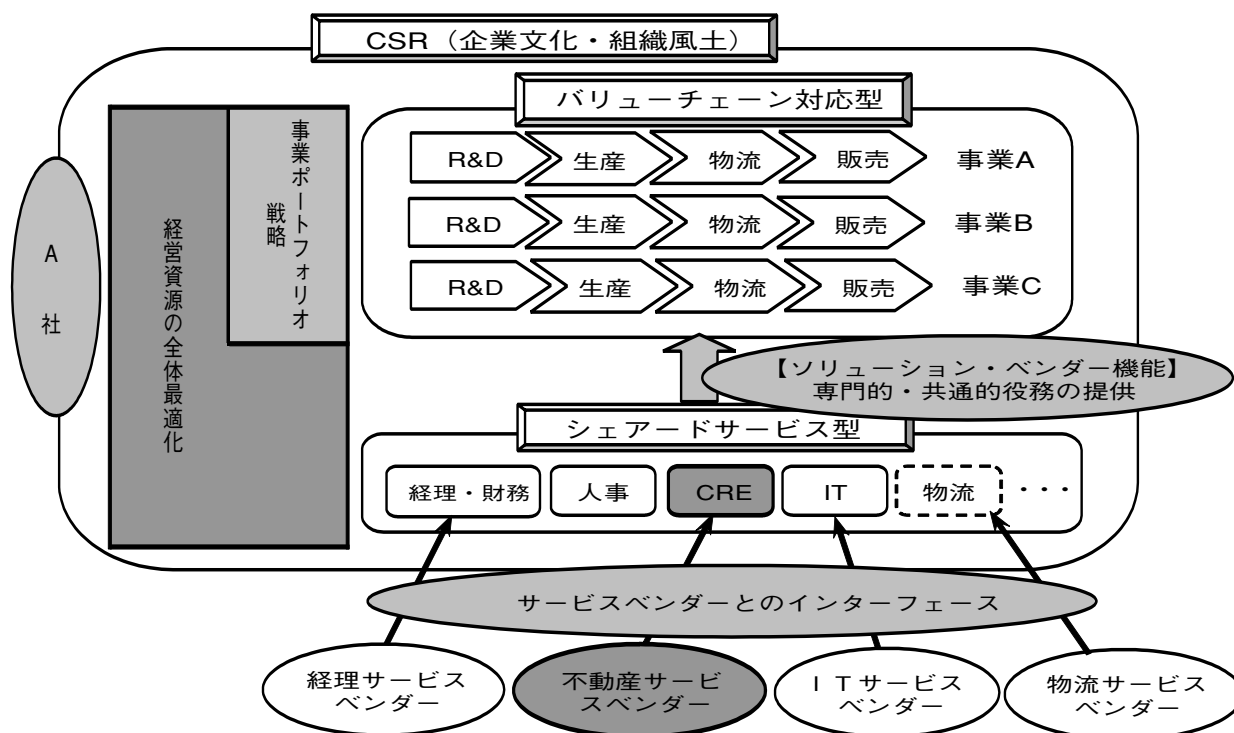 CSR（企業文化・組織風土）
バリューチェーン対応型
R&D 生産 物流 販売 事業A
R&D 生産 物流 販売 事業B
R&D 生産 物流 販売 事業C
事業ポートフォリオ
戦略
経営資源の全体最適化
A
社
【ソリューション・ベンダー機能】
専門的・共通的役務の提供
シェアードサービス型
経理・財務 人事 CRE IT 物流 ・・・
サービスベンダーとのインターフェース
経理サービス
ベンダー
不動産サービ
スベンダー
ＩＴサービス
ベンダー
物流サービス
ベンダー